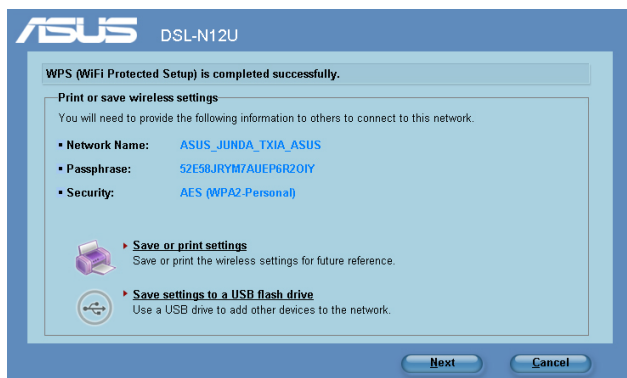 ASUS DSL-N12U
WPS (WiFi Protected Setup) is completed successfully.
Print or save wireless settings
You will need to provide the following information to others to connect to this network.
Network Name: ASUS_JUNDA_TXIA_ASUS
Passphrase: 52E58JRYM7AUEP6R2OIY
Security: AES (WPA2-Personal)
Save or print settings
Save or print the wireless settings for future reference.
Save settings to a USB flash drive
Use a USB drive to add other devices to the network.
Next Cancel